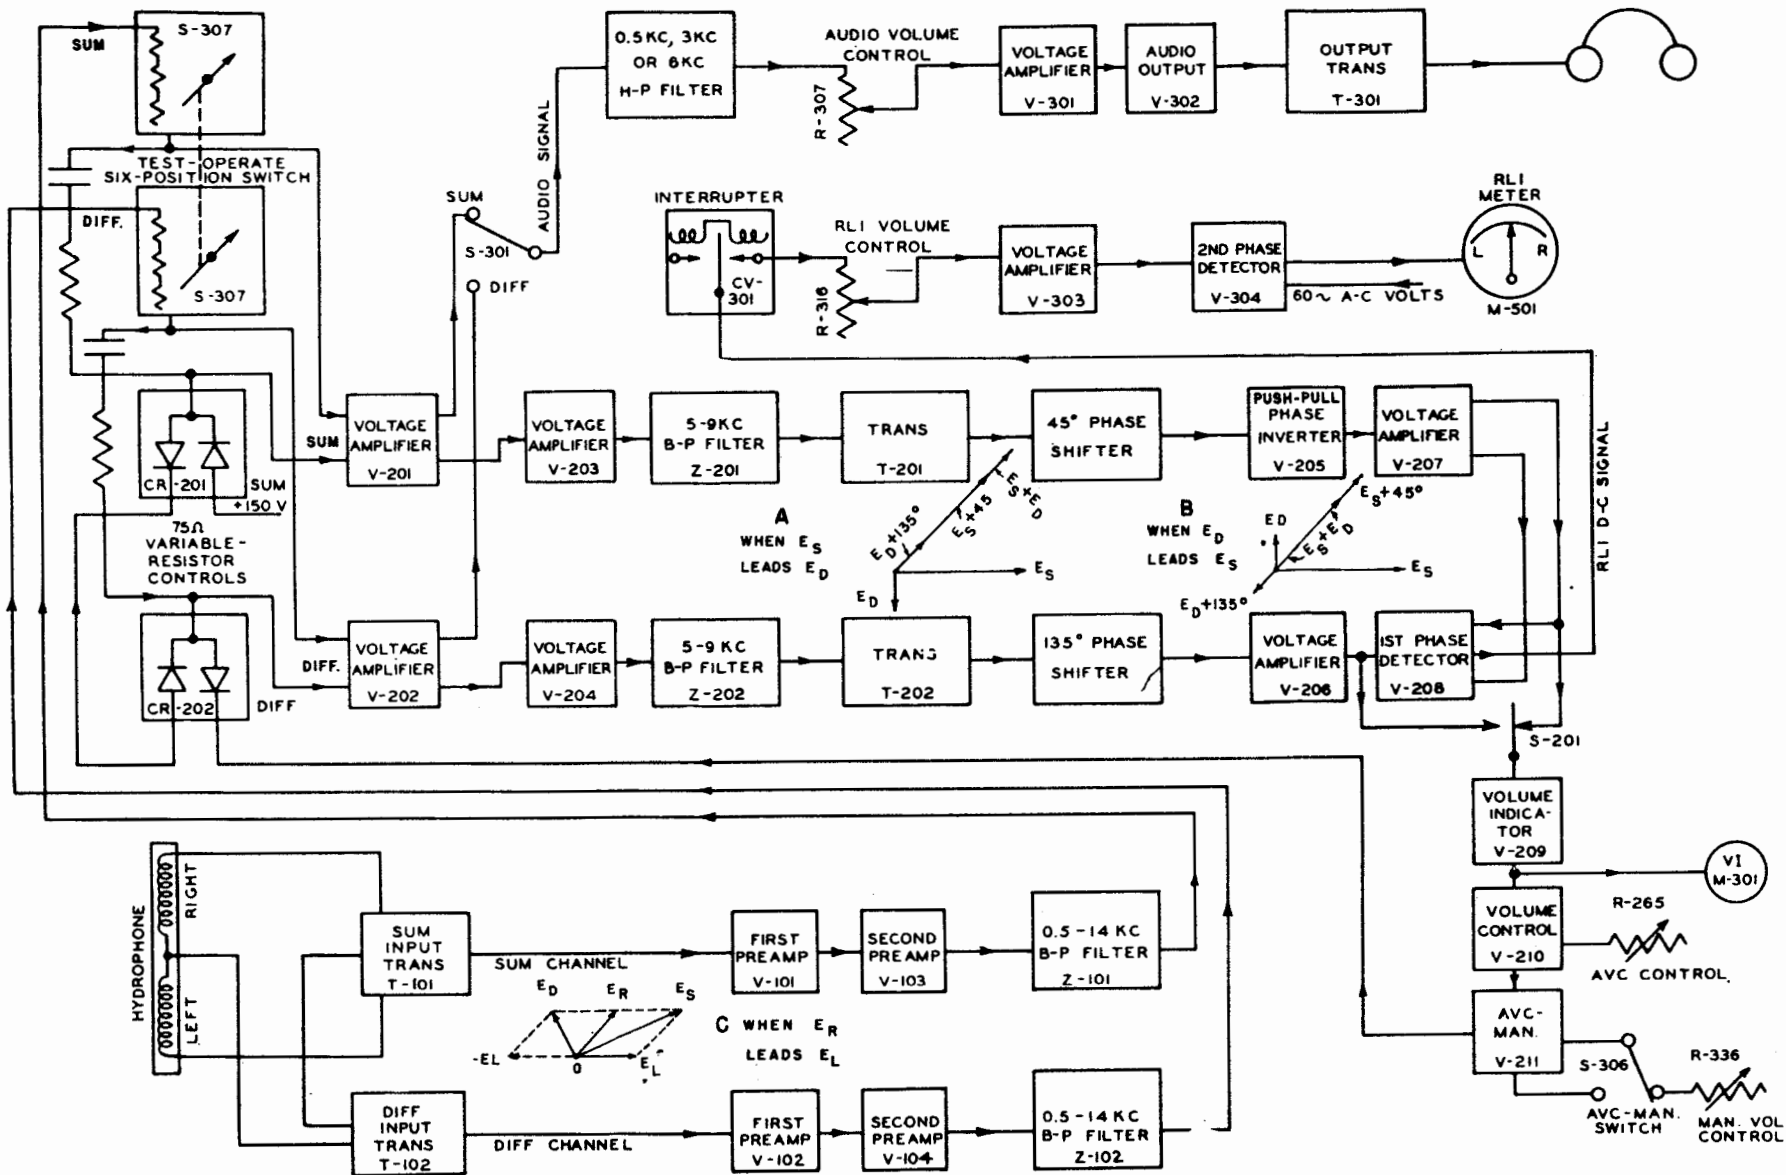 SUM
S-307
TEST-OPERATE
SIX-POSITION SWITCH
DIFF.
S-307
0.5KC, 3KC
OR 6KC
H-P FILTER
AUDIO VOLUME
CONTROL
R-307
VOLTAGE
AMPLIFIER
V-301
AUDIO
OUTPUT
V-302
OUTPUT
TRANS
T-301
AUDIO SIGNAL
SUM
S-301
DIFF
INTERRUPTER
CV-
301
RLI VOLUME
CONTROL
R-316
VOLTAGE
AMPLIFIER
V-303
2ND PHASE
DETECTOR
V-304
60~ A-C VOLTS
RLI
METER
L
R
M-501
CR-201
SUM
+150 V
75Ω
VARIABLE-
RESISTOR
CONTROLS
SUM
VOLTAGE
AMPLIFIER
V-201
VOLTAGE
AMPLIFIER
V-203
5-9KC
B-P FILTER
Z-201
TRANS
T-201
45° PHASE
SHIFTER
PUSH-PULL
PHASE
INVERTER
V-205
VOLTAGE
AMPLIFIER
V-207
RLI D-C SIGNAL
A
WHEN ES
LEADS ED
ED+135°
ES+45
ES+ED
ES
ED
B
WHEN ED
LEADS ES
ED
ES+45°
ES+ED
ES
ED+135°
CR-202
DIFF
DIFF.
VOLTAGE
AMPLIFIER
V-202
VOLTAGE
AMPLIFIER
V-204
5-9 KC
B-P FILTER
Z-202
TRANS
T-202
135° PHASE
SHIFTER
VOLTAGE
AMPLIFIER
V-206
1ST PHASE
DETECTOR
V-208
S-201
VOLUME
INDICA-
TOR
V-209
VI
M-301
VOLUME
CONTROL
V-210
R-265
AVC CONTROL
AVC-
MAN.
V-211
S-306
AVC-MAN.
SWITCH
R-336
MAN. VOL
CONTROL
HYDROPHONE
RIGHT
LEFT
SUM
INPUT
TRANS
T-101
SUM CHANNEL
FIRST
PREAMP
V-101
SECOND
PREAMP
V-103
0.5-14 KC
B-P FILTER
Z-101
ED
ER
ES
-EL
O
EL
C WHEN ER
LEADS EL
DIFF
INPUT
TRANS
T-102
DIFF CHANNEL
FIRST
PREAMP
V-102
SECOND
PREAMP
V-104
0.5-14 KC
B-P FILTER
Z-102